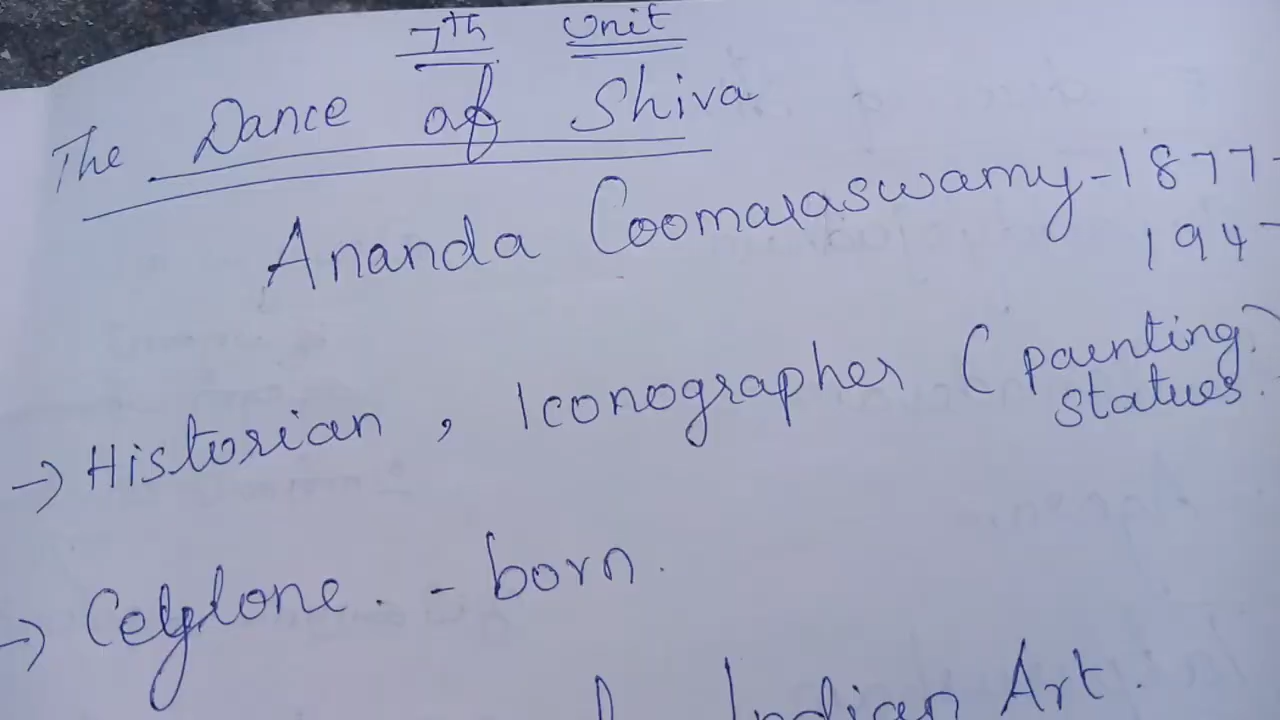 7th Unit
The Dance of Shiva
Ananda Coomaraswamy-1877-
194
→ Historian, Iconographer (painting
statues.
→ Ceylone. - born.
Indian Art.